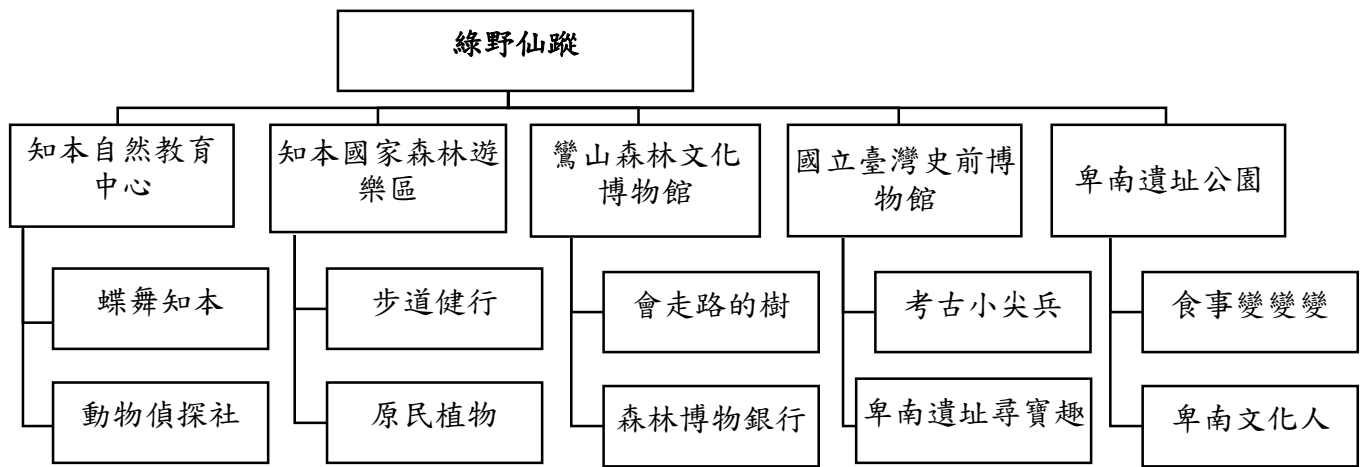 綠野仙蹤
知本自然教育
中心
知本國家森林遊
樂區
鸞山森林文化
博物館
國立臺灣史前博
物館
卑南遺址公園
蝶舞知本
步道健行
會走路的樹
考古小尖兵
食事變變變
動物偵探社
原民植物
森林博物銀行
卑南遺址尋寶趣
卑南文化人